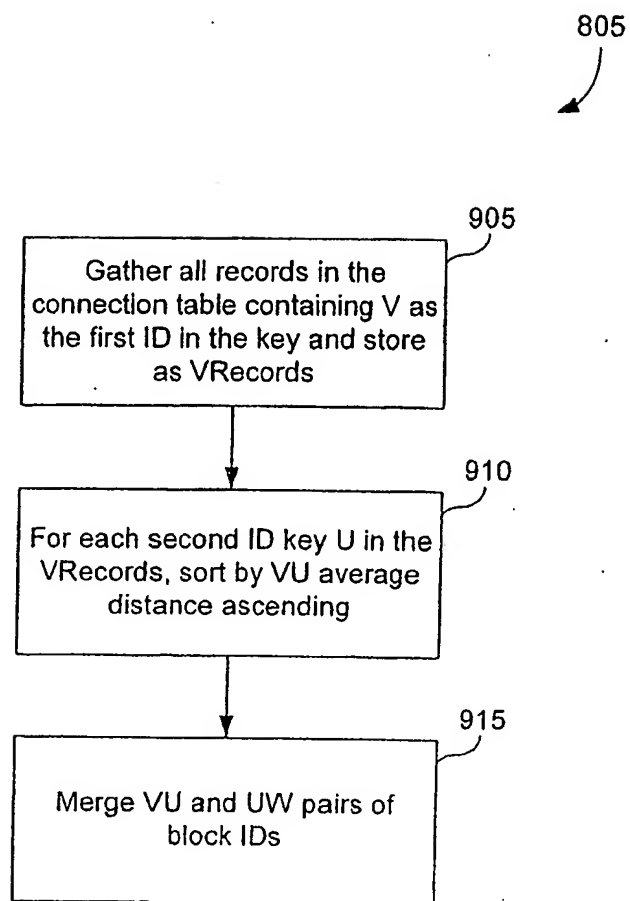 805
905
Gather all records in the
connection table containing V as
the first ID in the key and store
as VRecords
910
For each second ID key U in the
VRecords, sort by VU average
distance ascending
915
Merge VU and UW pairs of
block IDs